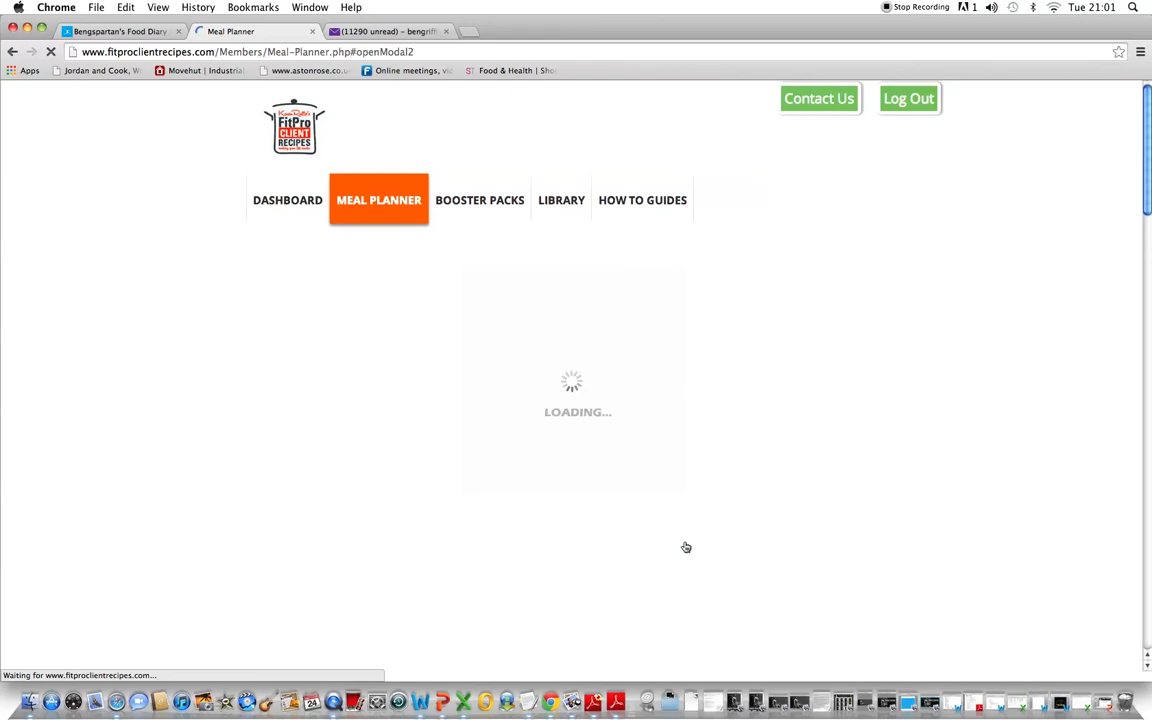 Chrome File Edit View History Bookmarks Window Help Stop Recording 1 Tue 21:01
Bengspartan's Food Diary Meal Planner (11290 unread) - bengriff
www.fitproclientrecipes.com/Members/Meal-Planner.php#openModal2
Apps Jordan and Cook, W Movehut | Industrial www.astonrose.co.u Online meetings, vi Food & Health | Sho
Contact Us Log Out
FitPro
CLIENT
RECIPES
DASHBOARD MEAL PLANNER BOOSTER PACKS LIBRARY HOW TO GUIDES
LOADING...
Waiting for www.fitproclientrecipes.com...